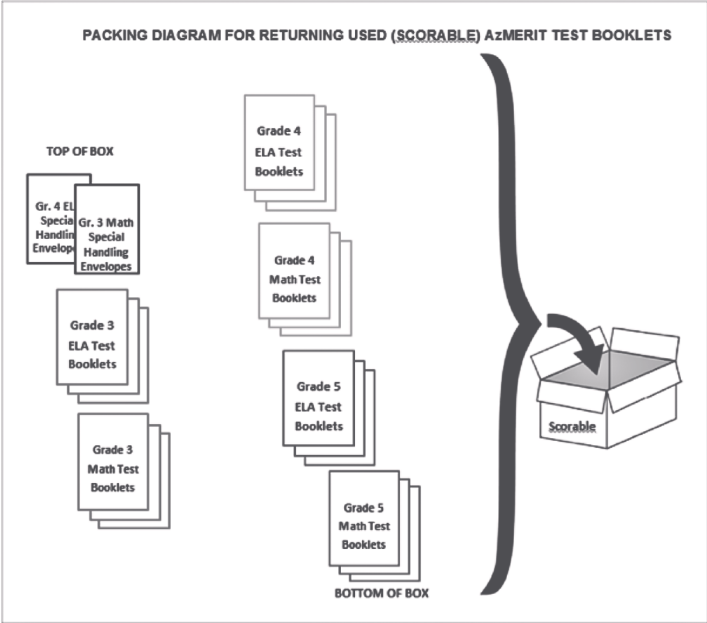 PACKING DIAGRAM FOR RETURNING USED (SCORABLE) AzMERIT TEST BOOKLETS
TOP OF BOX
Gr. 4 EL
Specia
Handlin
Envelop
Gr. 3 Math
Special
Handling
Envelopes
Grade 3
ELA Test
Booklets
Grade 3
Math Test
Booklets
Grade 4
ELA Test
Booklets
Grade 4
Math Test
Booklets
Grade 5
ELA Test
Booklets
Grade 5
Math Test
Booklets
BOTTOM OF BOX
Scorable